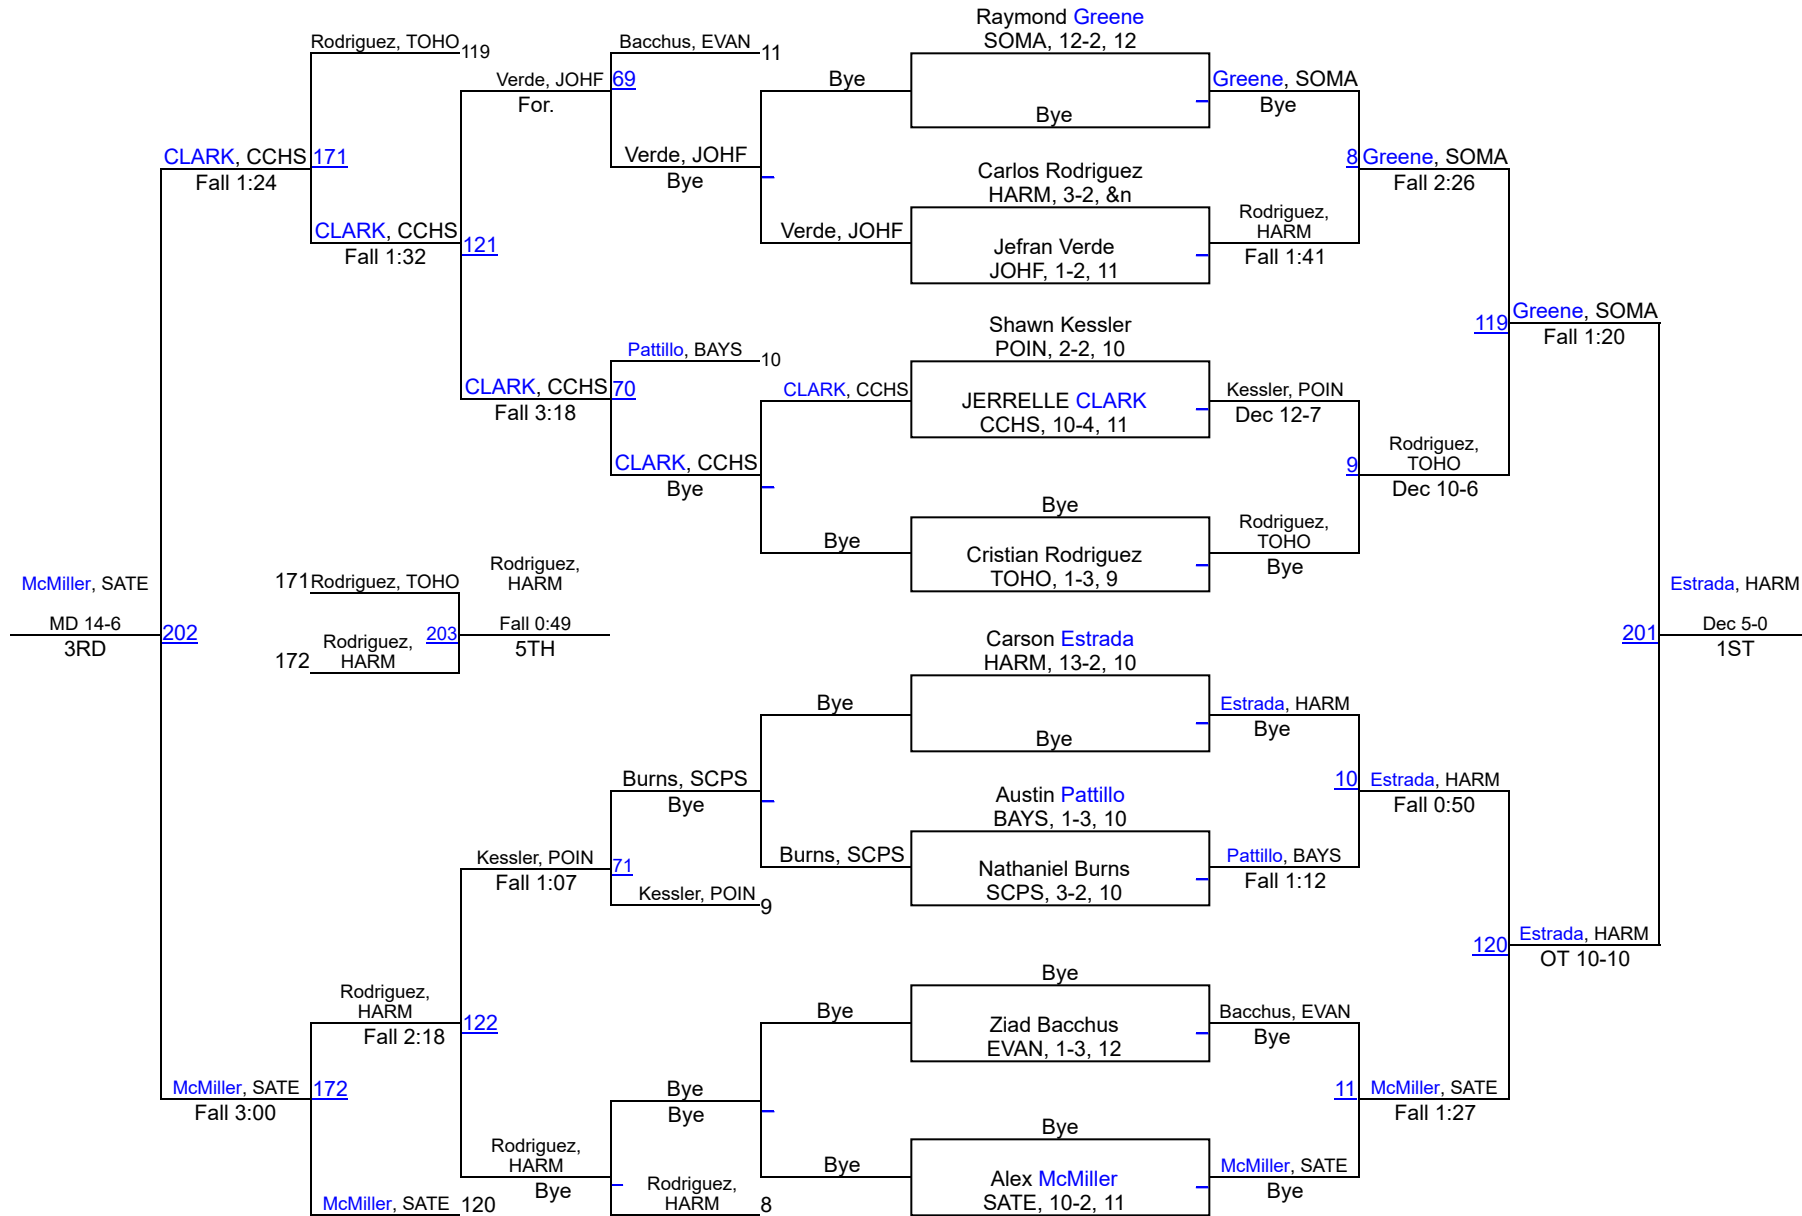 Raymond Greene
SOMA, 12-2, 12
Rodriguez, TOHO
119
Bacchus, EVAN
11
Verde, JOHF
69
For.
Bye
Bye
Greene, SOMA
Bye
CLARK, CCHS
171
Fall 1:24
Verde, JOHF
Bye
Carlos Rodriguez
HARM, 3-2, &n
8
Greene, SOMA
Fall 2:26
CLARK, CCHS
121
Fall 1:32
Verde, JOHF
Jefran Verde
JOHF, 1-2, 11
Rodriguez,
HARM
Fall 1:41
Shawn Kessler
POIN, 2-2, 10
119
Greene, SOMA
Fall 1:20
Pattillo, BAYS
10
CLARK, CCHS
70
Fall 3:18
CLARK, CCHS
JERRELLE CLARK
CCHS, 10-4, 11
Kessler, POIN
Dec 12-7
CLARK, CCHS
Bye
9
Rodriguez,
TOHO
Dec 10-6
Bye
Bye
Cristian Rodriguez
TOHO, 1-3, 9
Rodriguez,
TOHO
Bye
McMiller, SATE
MD 14-6
3RD
202
171
Rodriguez, TOHO
172
Rodriguez,
HARM
203
Rodriguez,
HARM
Fall 0:49
5TH
Carson Estrada
HARM, 13-2, 10
201
Estrada, HARM
Dec 5-0
1ST
Bye
Bye
Estrada, HARM
Bye
Burns, SCPS
Bye
Austin Pattillo
BAYS, 1-3, 10
10
Estrada, HARM
Fall 0:50
Kessler, POIN
71
Fall 1:07
Burns, SCPS
Nathaniel Burns
SCPS, 3-2, 10
Pattillo, BAYS
Fall 1:12
Kessler, POIN
9
120
Estrada, HARM
OT 10-10
Bye
Rodriguez,
HARM
122
Fall 2:18
Bye
Ziad Bacchus
EVAN, 1-3, 12
Bacchus, EVAN
Bye
McMiller, SATE
172
Fall 3:00
Bye
Bye
11
McMiller, SATE
Fall 1:27
Bye
Rodriguez,
HARM
Bye
Bye
Alex McMiller
SATE, 10-2, 11
McMiller, SATE
Bye
McMiller, SATE
120
Rodriguez,
HARM
8